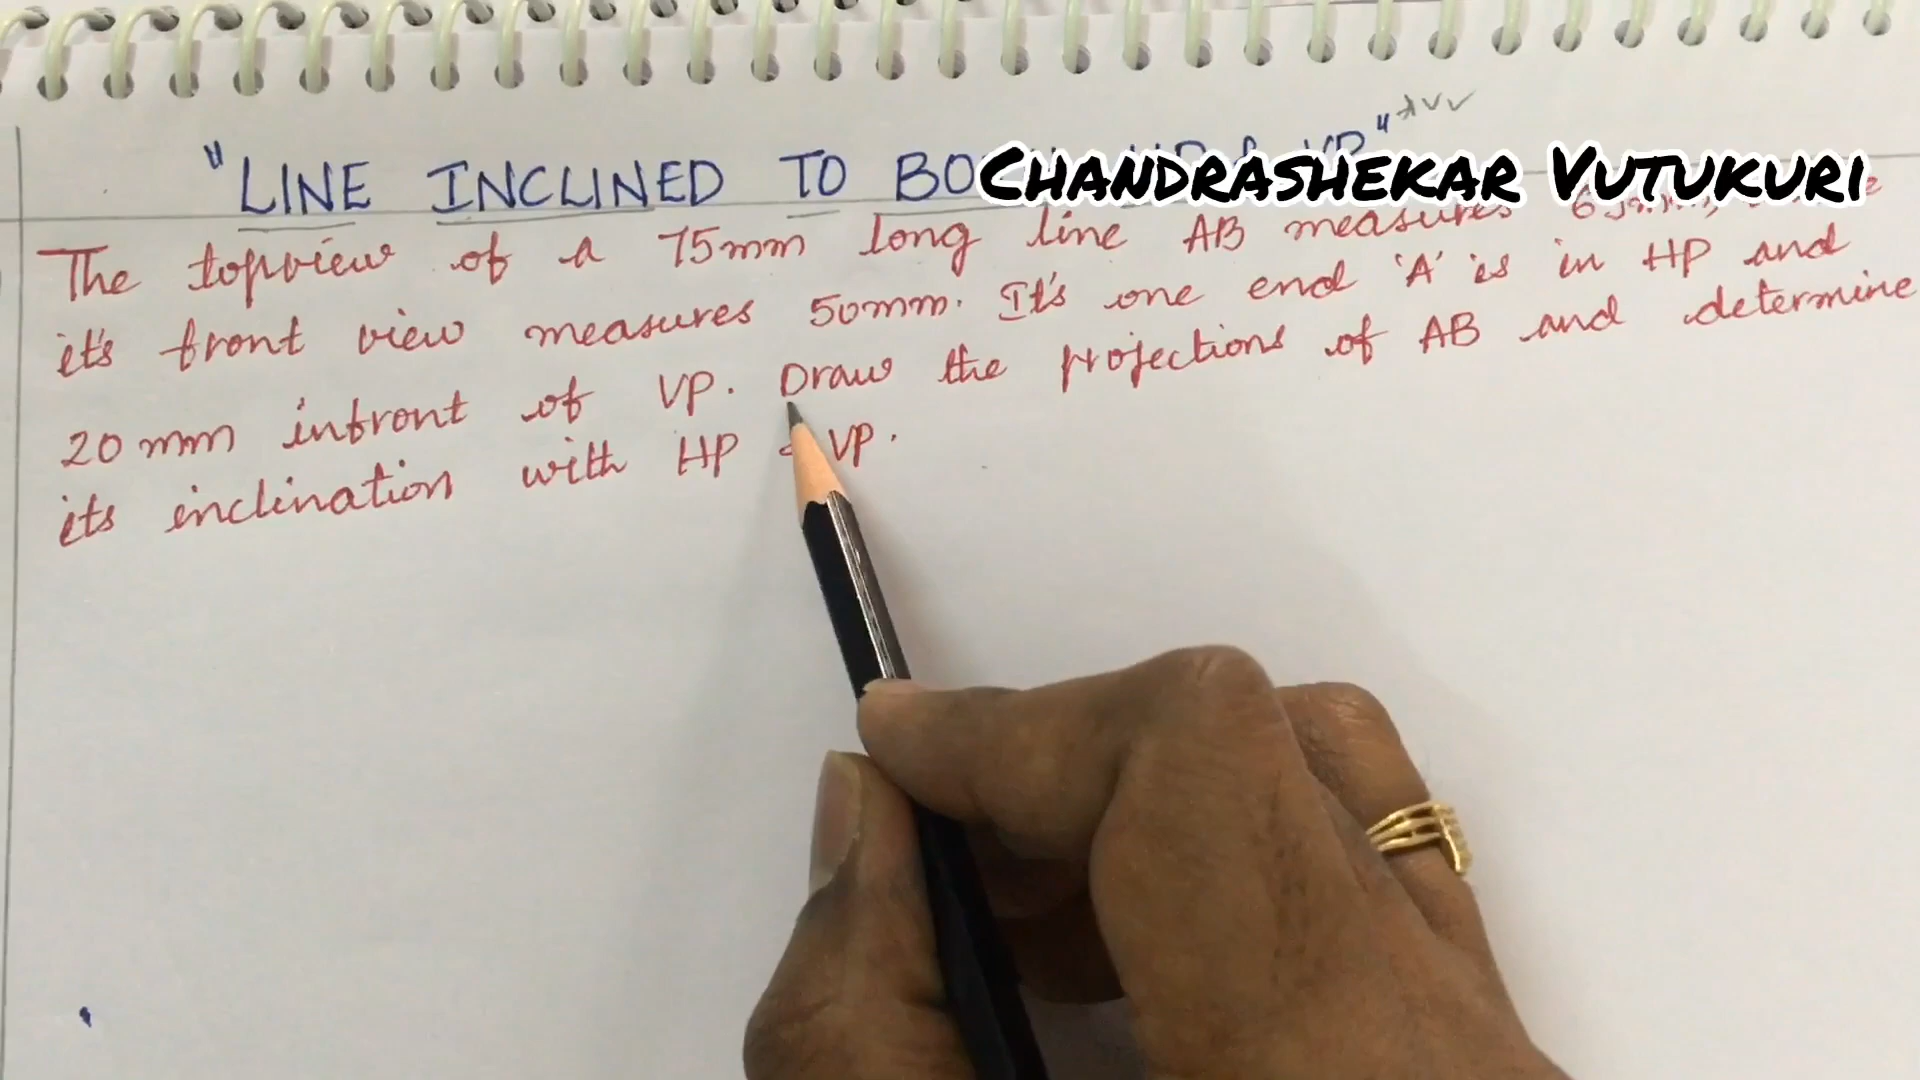 "LINE INCLINED TO
CHANDRASHEKAR VUTUKURI
The topview of a 75mm long line AB measures
it's front view measures 50mm. It's one end 'A' is in HP and
20mm infront of VP. Draw the projections of AB and determine
its inclination with HP & VP.